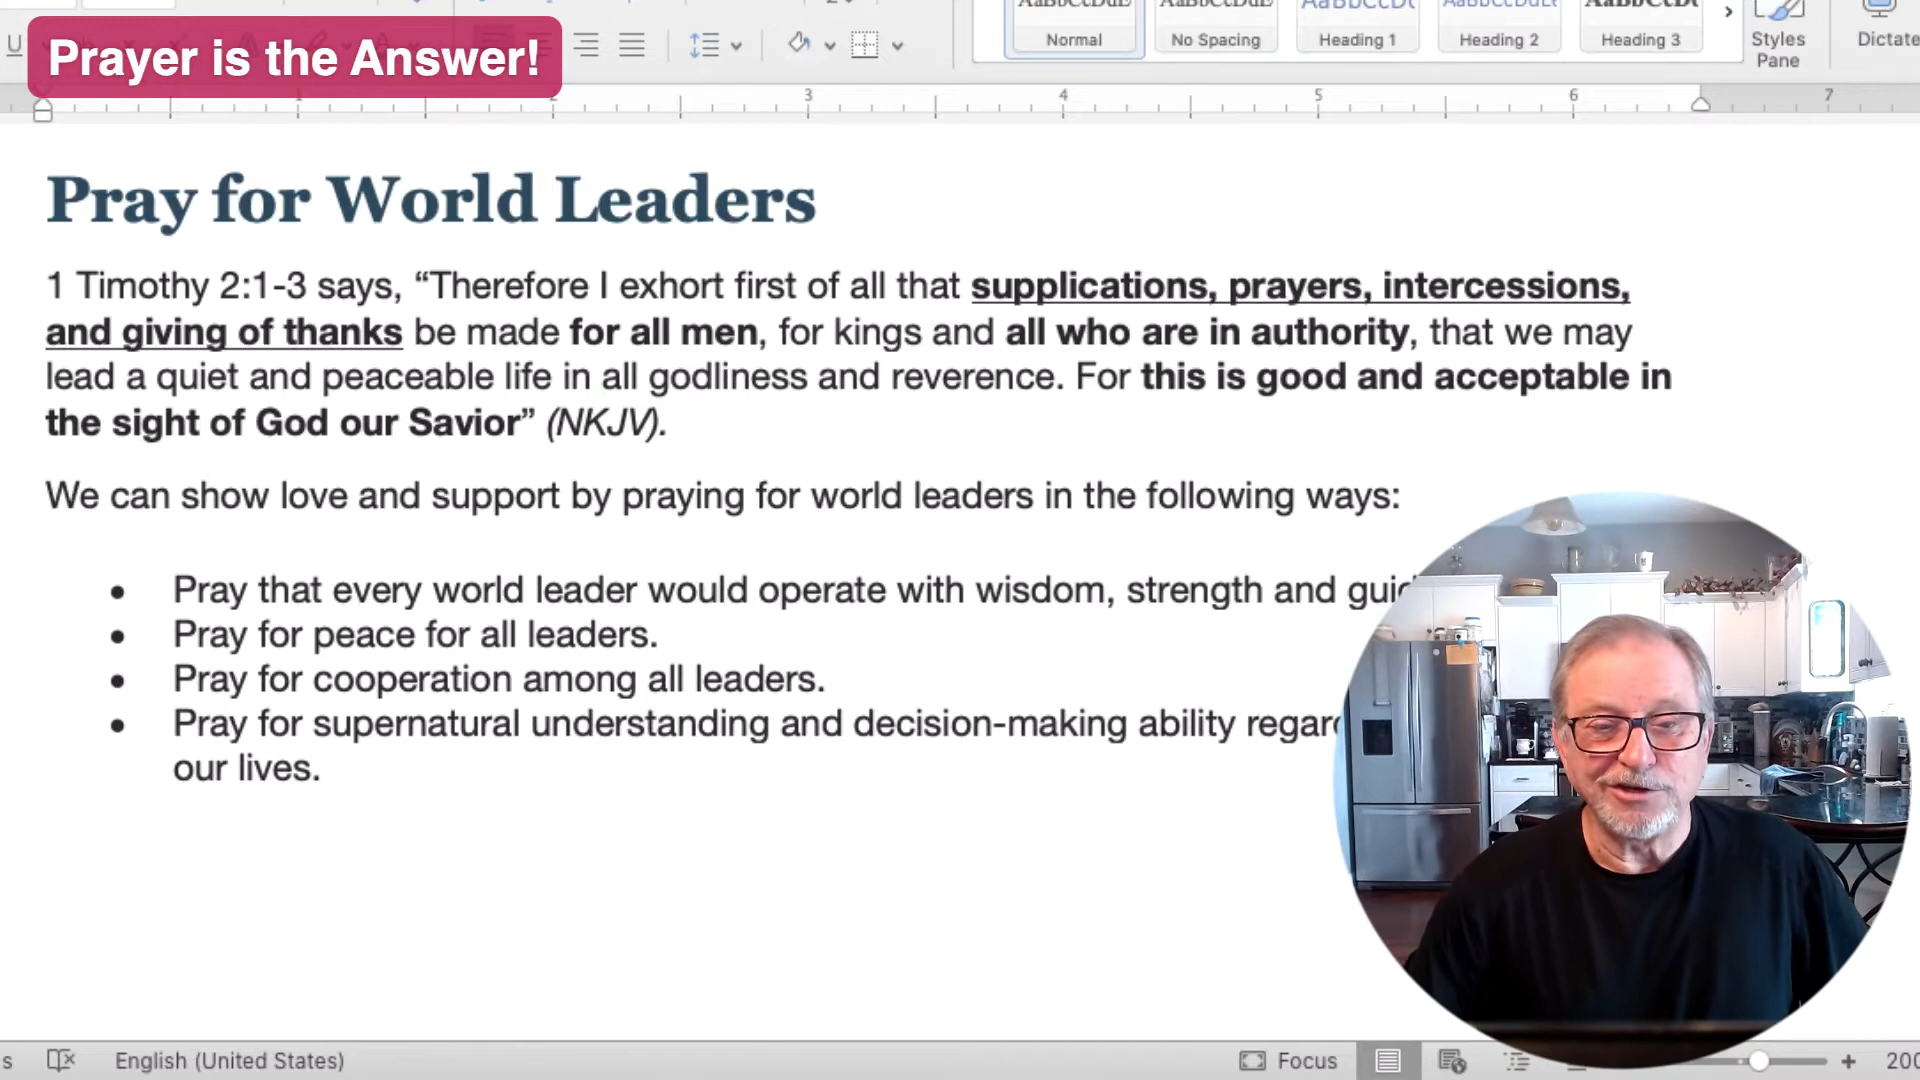 U
Prayer is the Answer!
Normal
No Spacing
Heading 1
Heading 2
Heading 3
Styles
Pane
Dictate
3
4
5
6
7
Pray for World Leaders
1 Timothy 2:1-3 says, “Therefore I exhort first of all that supplications, prayers, intercessions,
and giving of thanks be made for all men, for kings and all who are in authority, that we may
lead a quiet and peaceable life in all godliness and reverence. For this is good and acceptable in
the sight of God our Savior” (NKJV).
We can show love and support by praying for world leaders in the following ways:
• Pray that every world leader would operate with wisdom, strength and
• Pray for peace for all leaders.
• Pray for cooperation among all leaders.
• Pray for supernatural understanding and decision-making ability
our lives.
English (United States)
Focus